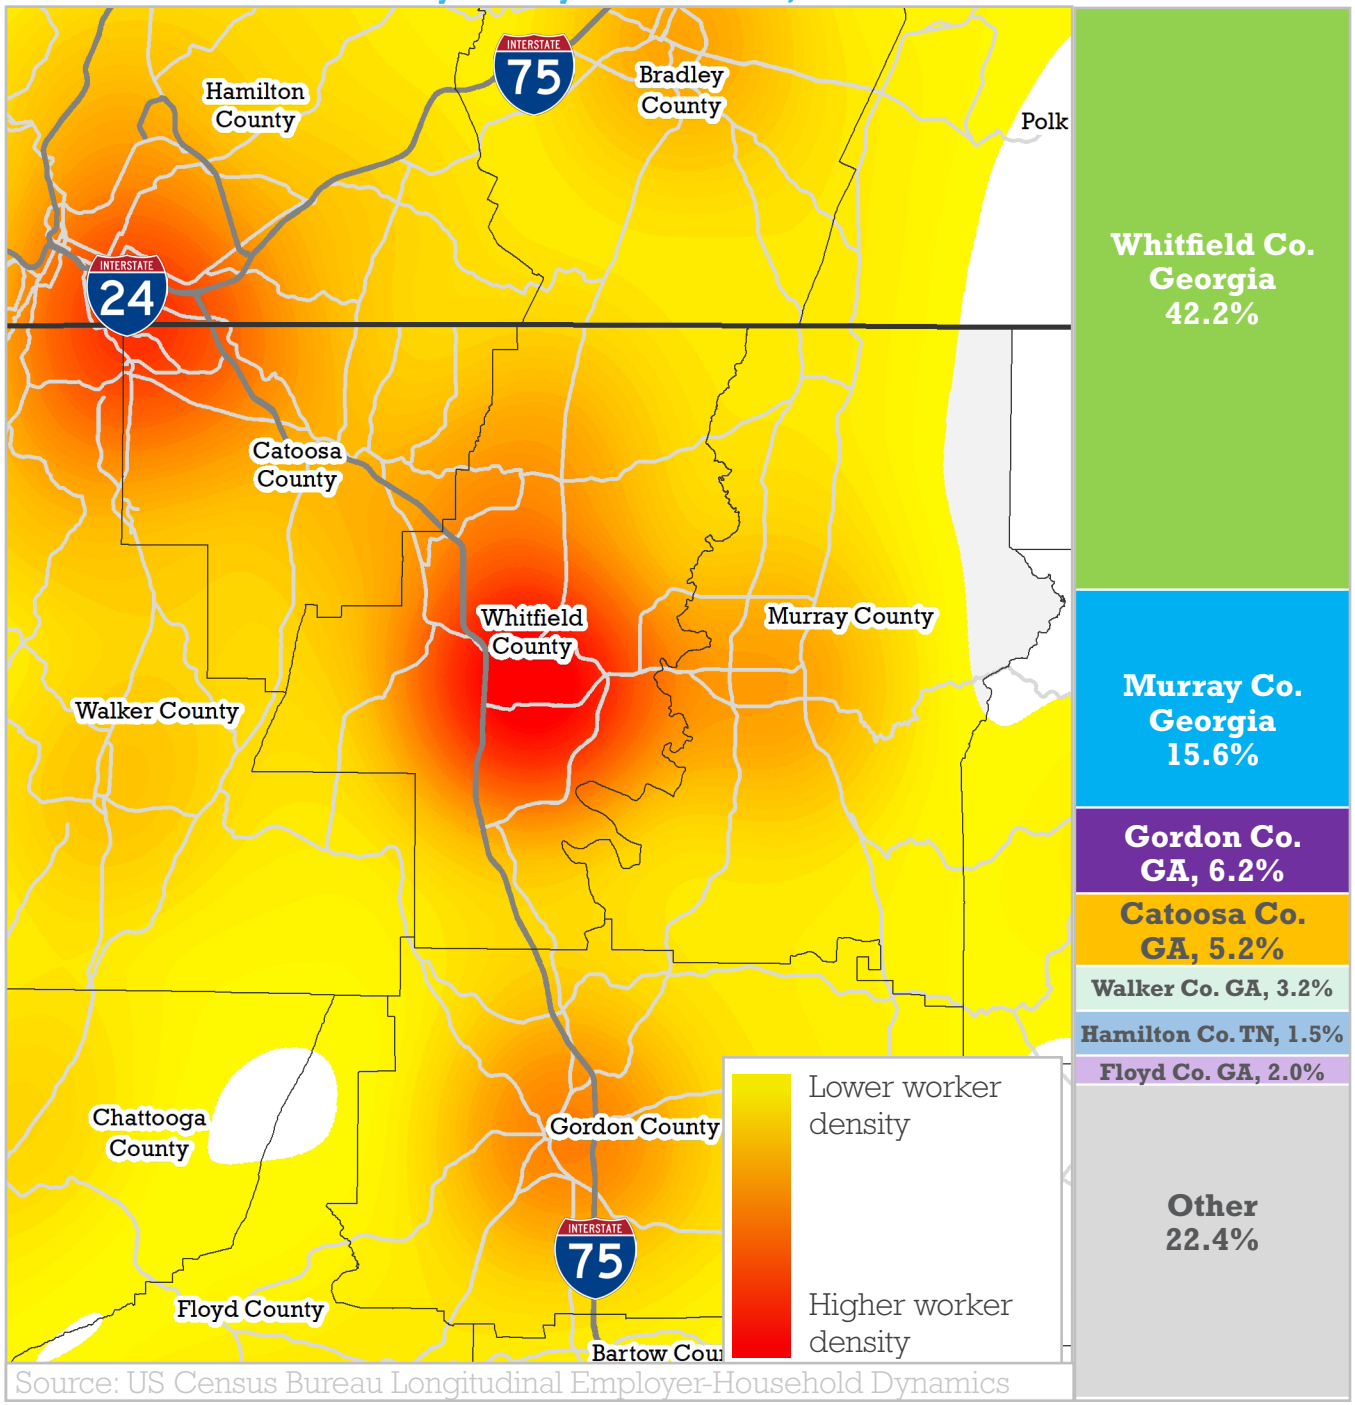 INTERSTATE
75
Hamilton
County
Bradley
County
Polk
INTERSTATE
24
Catoosa
County
Whitfield
County
Murray County
Walker County
Chattooga
County
Gordon County
INTERSTATE
75
Floyd County
Bartow Cou
Lower worker
density
Higher worker
density
Source: US Census Bureau Longitudinal Employer-Household Dynamics
Whitfield Co.
Georgia
42.2%
Murray Co.
Georgia
15.6%
Gordon Co.
GA, 6.2%
Catoosa Co.
GA, 5.2%
Walker Co. GA, 3.2%
Hamilton Co. TN, 1.5%
Floyd Co. GA, 2.0%
Other
22.4%